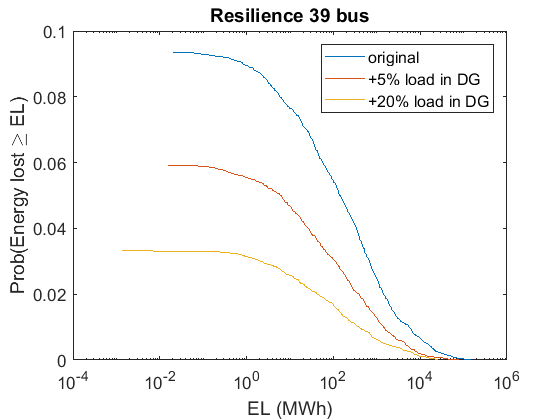 Resilience 39 bus
original
+5% load in DG
+20% load in DG
Prob(Energy lost ≥ EL)
0.1
0.08
0.06
0.04
0.02
0
10^-4
10^-2
10^0
10^2
10^4
10^6
EL (MWh)